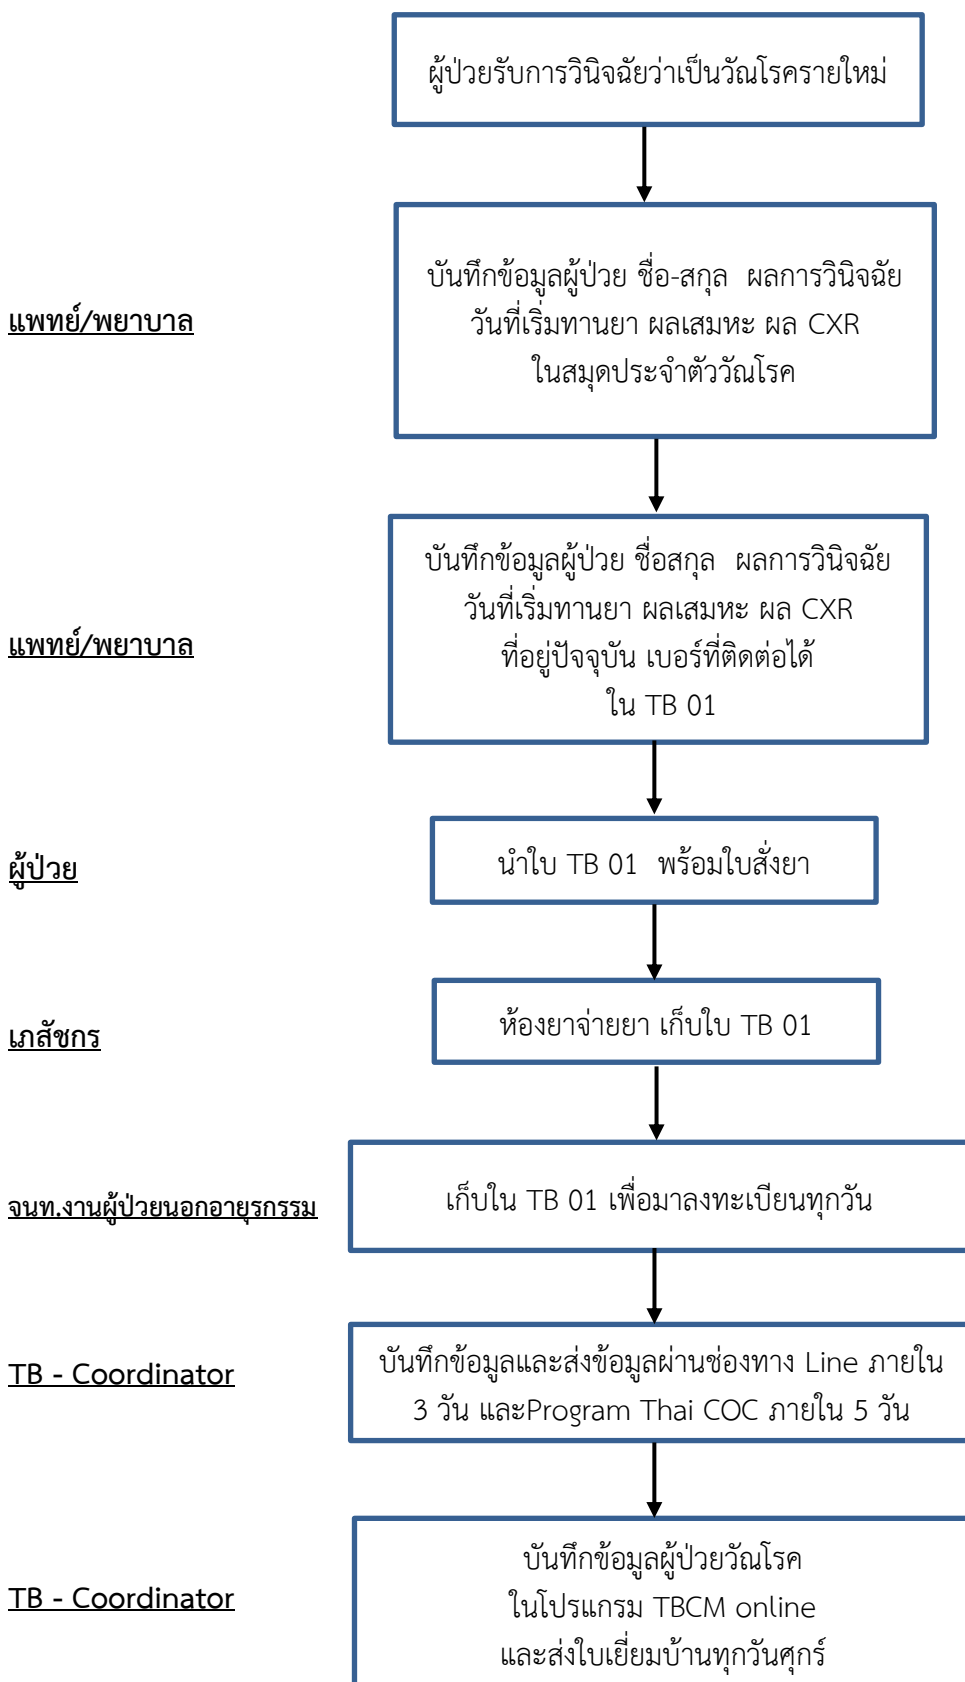 ผู้ป่วยรับการวินิจฉัยว่าเป็นวัณโรครายใหม่
แพทย์/พยาบาล
บันทึกข้อมูลผู้ป่วย ชื่อ-สกุล ผลการวินิจฉัย
วันที่เริ่มทานยา ผลเสมหะ ผล CXR
ในสมุดประจำตัววัณโรค
แพทย์/พยาบาล
บันทึกข้อมูลผู้ป่วย ชื่อสกุล ผลการวินิจฉัย
วันที่เริ่มทานยา ผลเสมหะ ผล CXR
ที่อยู่ปัจจุบัน เบอร์ที่ติดต่อได้
ใน TB 01
ผู้ป่วย
นำใบ TB 01 พร้อมใบสั่งยา
เภสัชกร
ห้องยาจ่ายยา เก็บใบ TB 01
จนท.งานผู้ป่วยนอกอายุรกรรม
เก็บใน TB 01 เพื่อมาลงทะเบียนทุกวัน
TB - Coordinator
บันทึกข้อมูลและส่งข้อมูลผ่านช่องทาง Line ภายใน
3 วัน และProgram Thai COC ภายใน 5 วัน
TB - Coordinator
บันทึกข้อมูลผู้ป่วยวัณโรค
ในโปรแกรม TBCM online
และส่งใบเยี่ยมบ้านทุกวันศุกร์